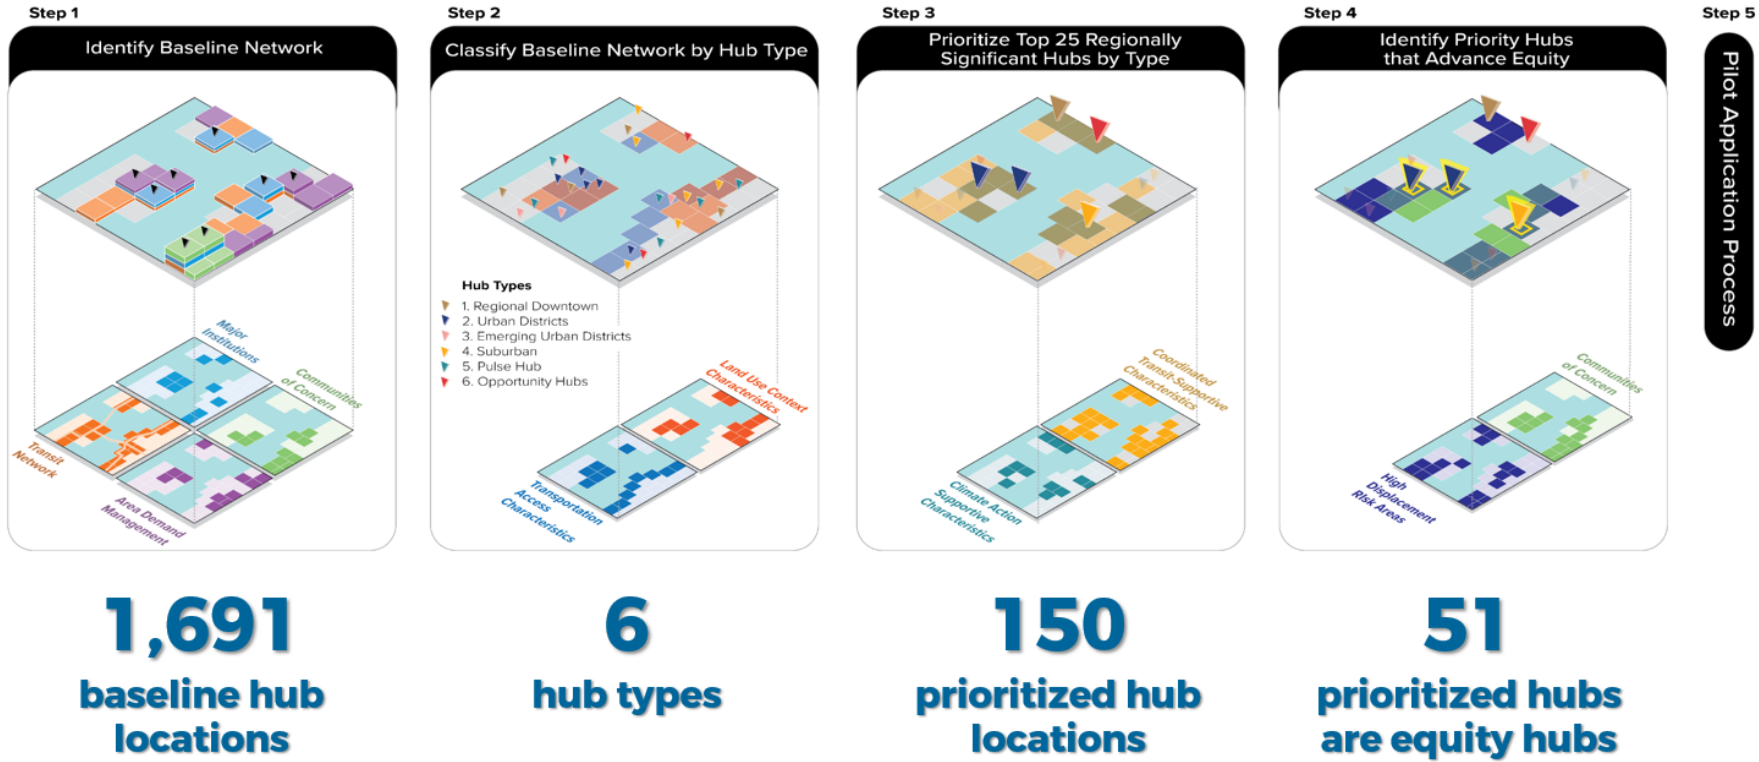 Step 1
Identify Baseline Network
Major
Institutions
Communities
of Concern
Transit
Network
Area Demand
Management
1,691
baseline hub
locations
Step 2
Classify Baseline Network by Hub Type
Hub Types
1. Regional Downtown
2. Urban Districts
3. Emerging Urban Districts
4. Suburban
5. Pulse Hub
6. Opportunity Hubs
Land Use Context
Characteristics
Transportation
Access
Characteristics
6
hub types
Step 3
Prioritize Top 25 Regionally
Significant Hubs by Type
Coordinated
Transit-Supportive
Characteristics
Climate Action
Supportive
Characteristics
150
prioritized hub
locations
Step 4
Identify Priority Hubs
that Advance Equity
Communities
of Concern
High
Displacement
Risk Areas
51
prioritized hubs
are equity hubs
Step 5
Pilot Application Process